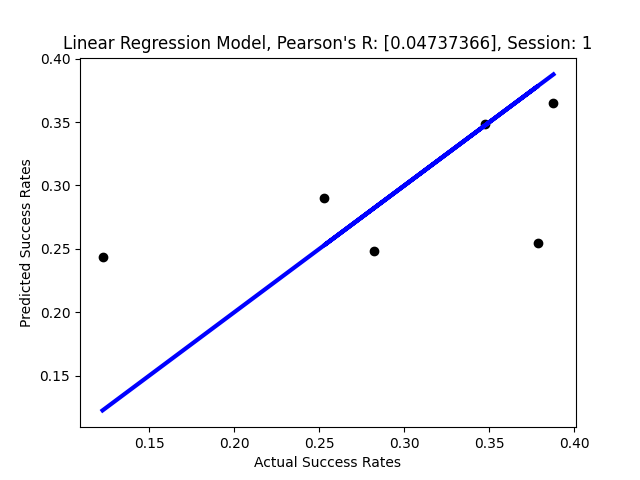 Linear Regression Model, Pearson's R: [0.04737366], Session: 1
0.40
0.35
0.30
0.25
0.20
0.15
Predicted Success Rates
0.15 0.20 0.25 0.30 0.35 0.40
Actual Success Rates